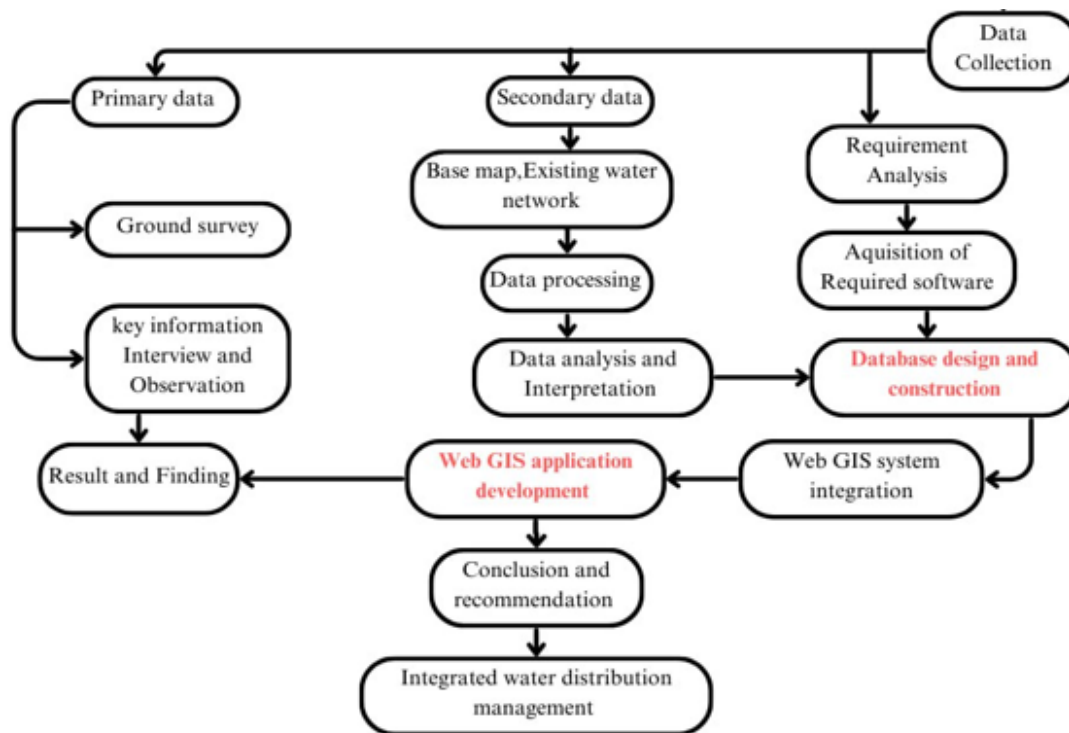 Data
Collection
Primary data
Secondary data
Requirement
Analysis
Base map,Existing water
network
Ground survey
Aquisition of
Required software
Data processing
key information
Interview and
Observation
Data analysis and
Interpretation
Database design and
construction
Result and Finding
Web GIS application
development
Web GIS system
integration
Conclusion and
recommendation
Integrated water distribution
management